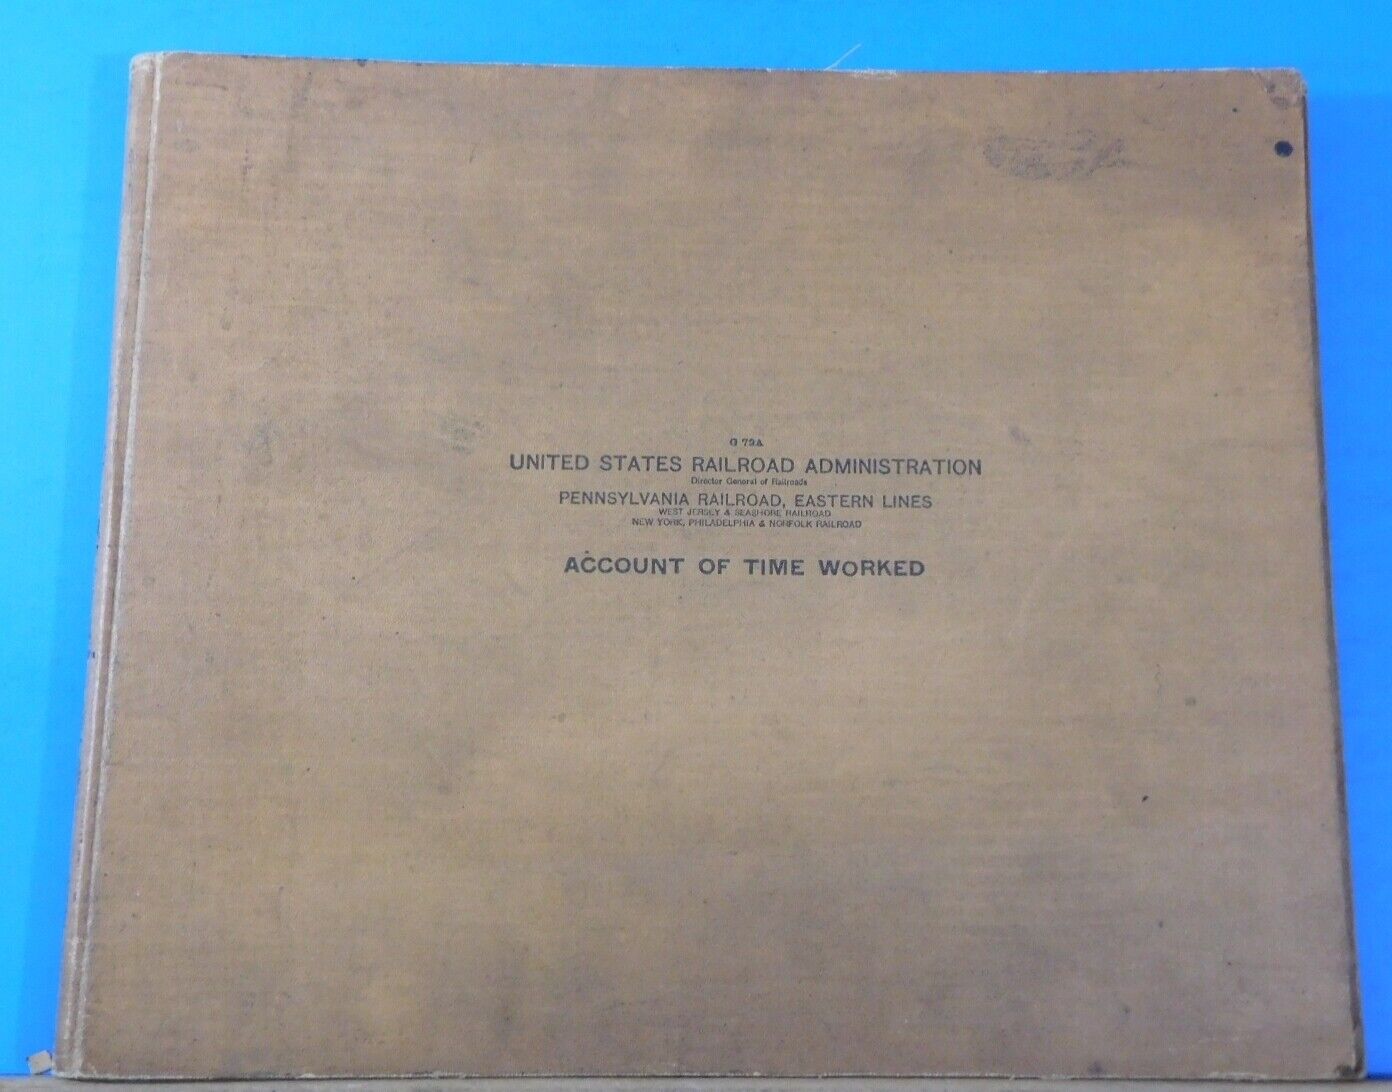 G 72A
UNITED STATES RAILROAD ADMINISTRATION
Director General of Railroads
PENNSYLVANIA RAILROAD, EASTERN LINES
WEST JERSEY & SEASHORE RAILROAD
NEW YORK, PHILADELPHIA & NORFOLK RAILROAD
ACCOUNT OF TIME WORKED